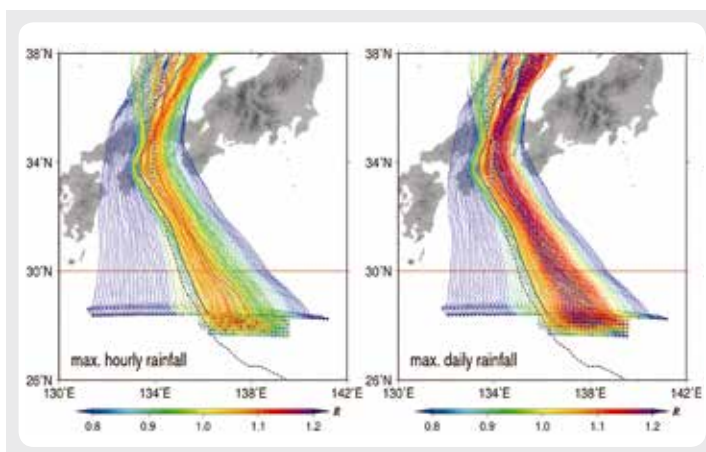 38˚N
34˚N
30˚N
26˚N
130˚E
134˚E
138˚E
142˚E
max. hourly rainfall
0.8
0.9
1.0
1.1
1.2
R
38˚N
34˚N
30˚N
26˚N
130˚E
134˚E
138˚E
142˚E
max. daily rainfall
0.8
0.9
1.0
1.1
1.2
R